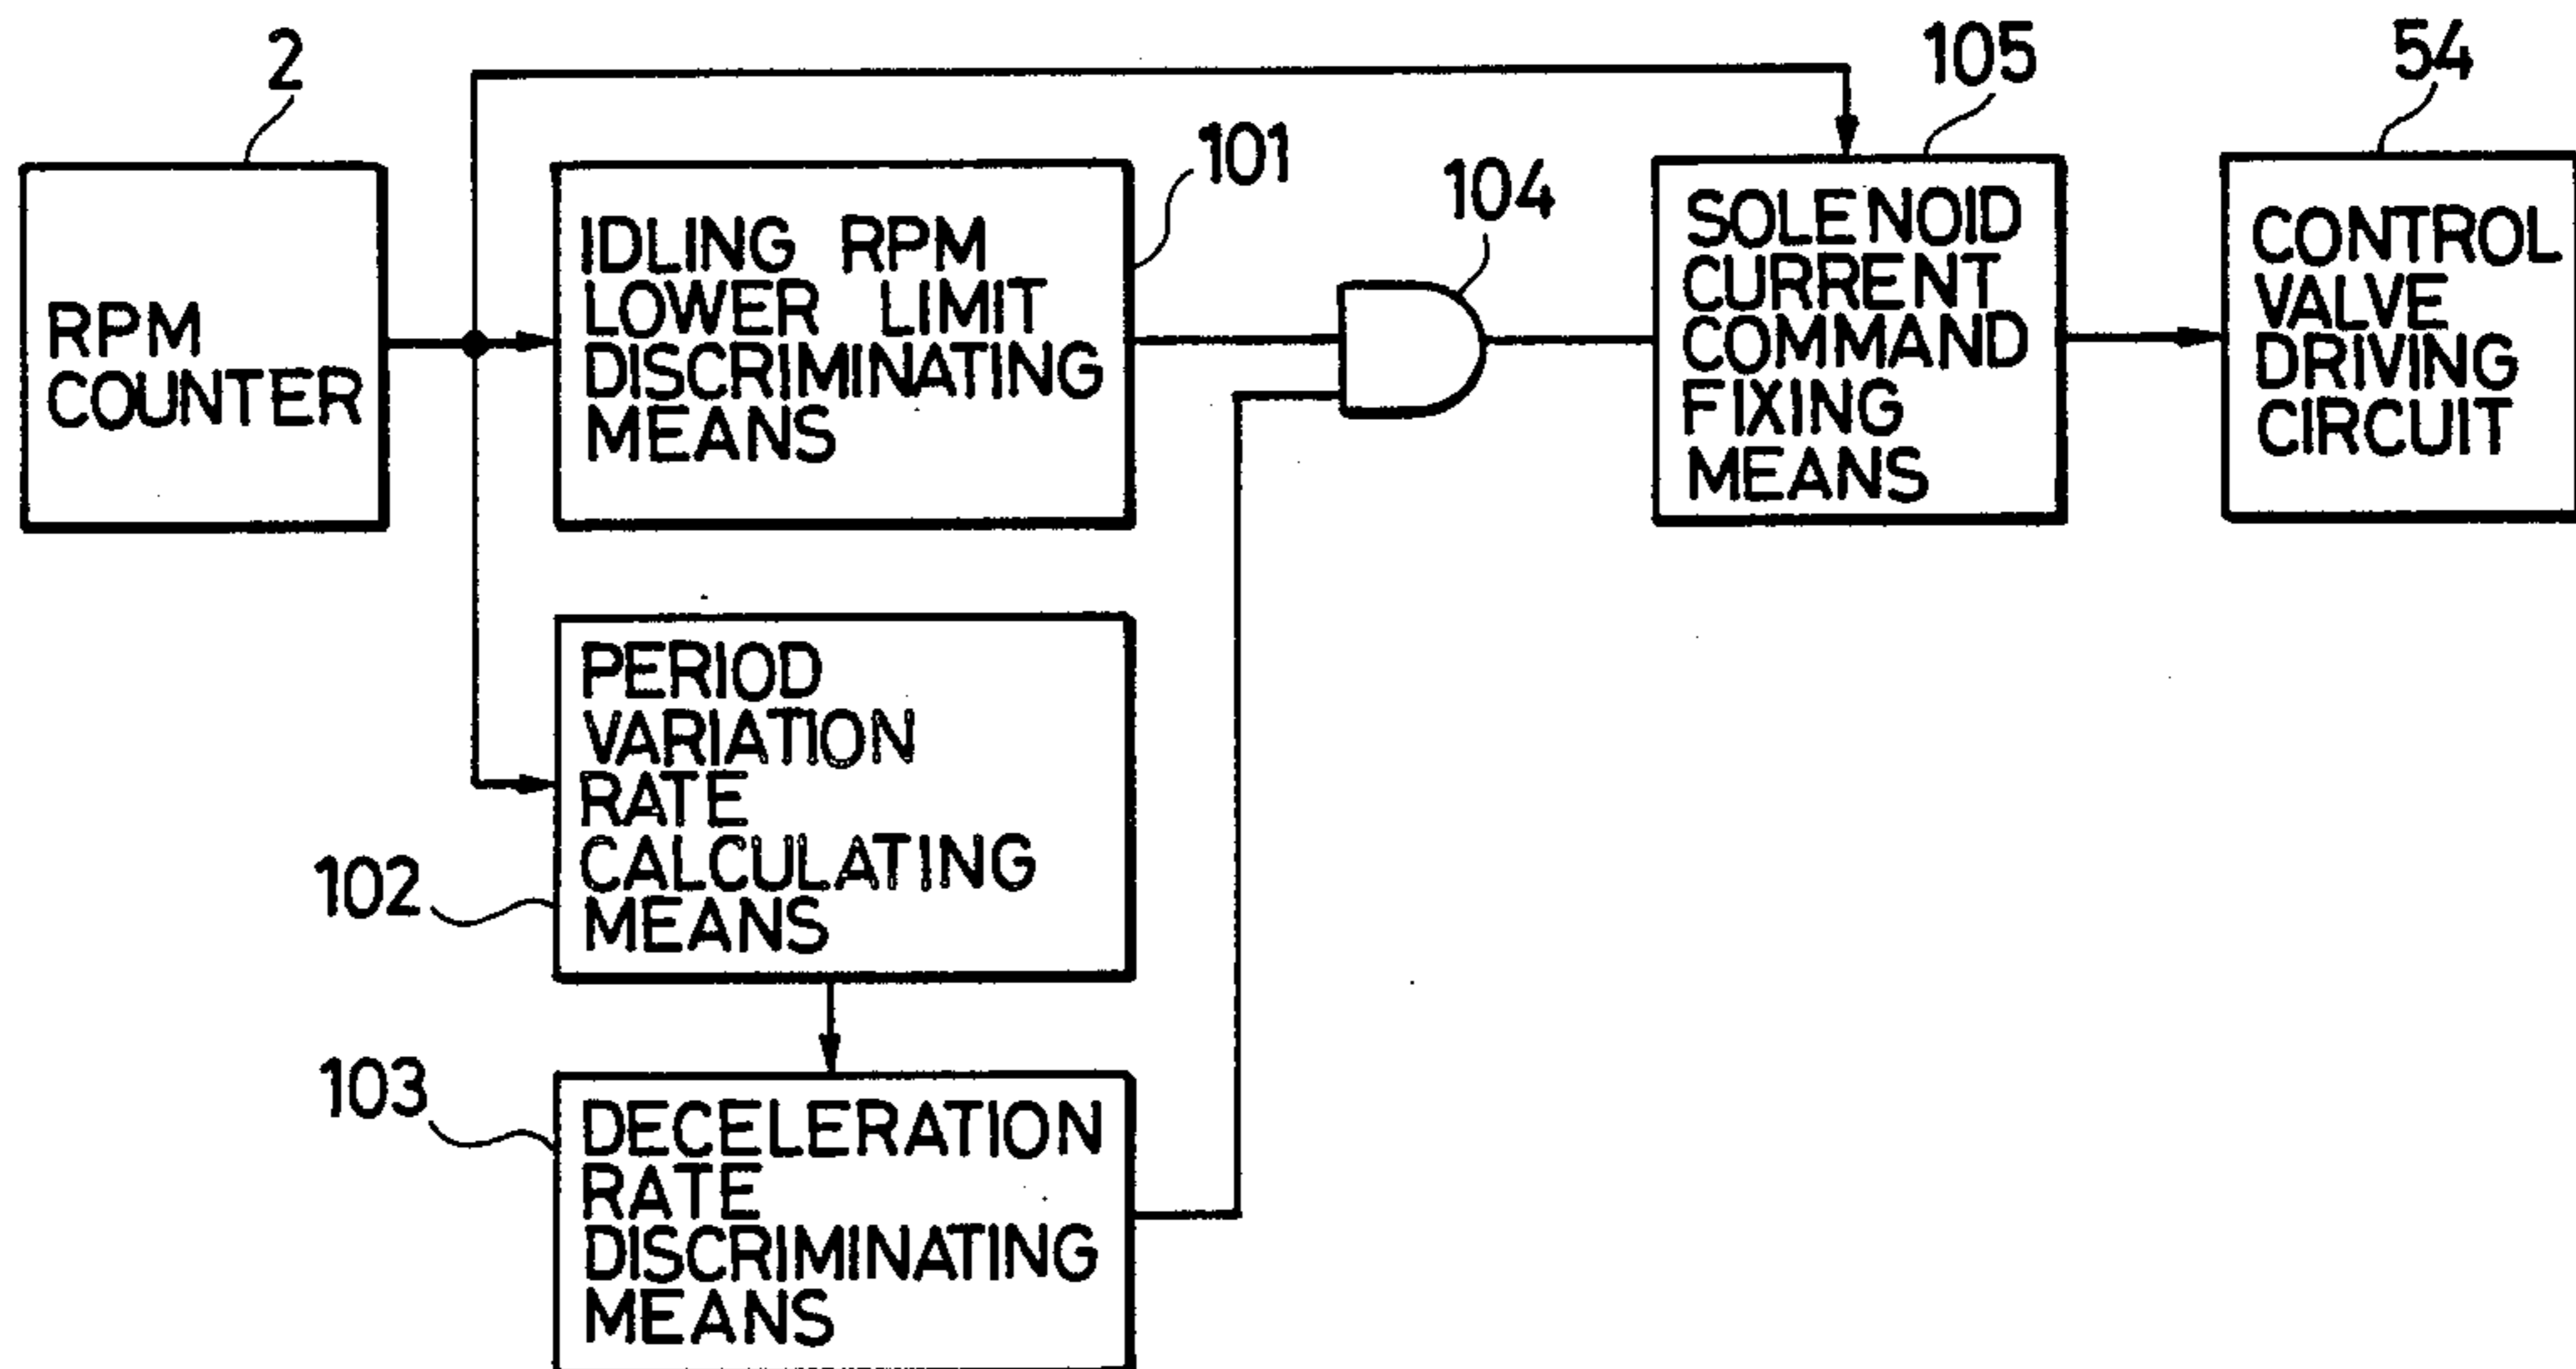 2
RPM
COUNTER
101
IDLING RPM
LOWER LIMIT
DISCRIMINATING
MEANS
102
PERIOD
VARIATION
RATE
CALCULATING
MEANS
103
DECELERATION
RATE
DISCRIMINATING
MEANS
104
105
SOLENOID
CURRENT
COMMAND
FIXING
MEANS
54
CONTROL
VALVE
DRIVING
CIRCUIT